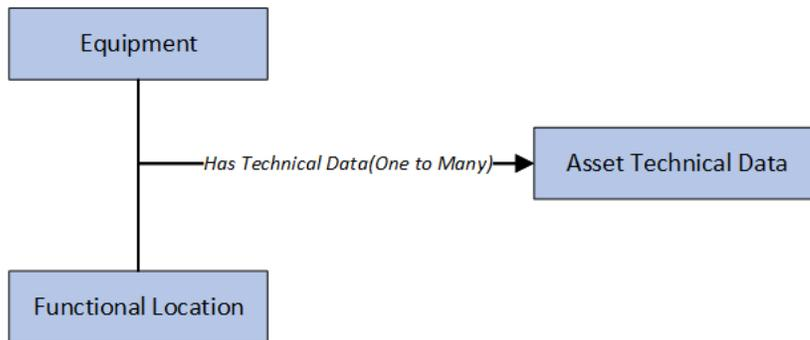 Equipment
Has Technical Data(One to Many)
Asset Technical Data
Functional Location